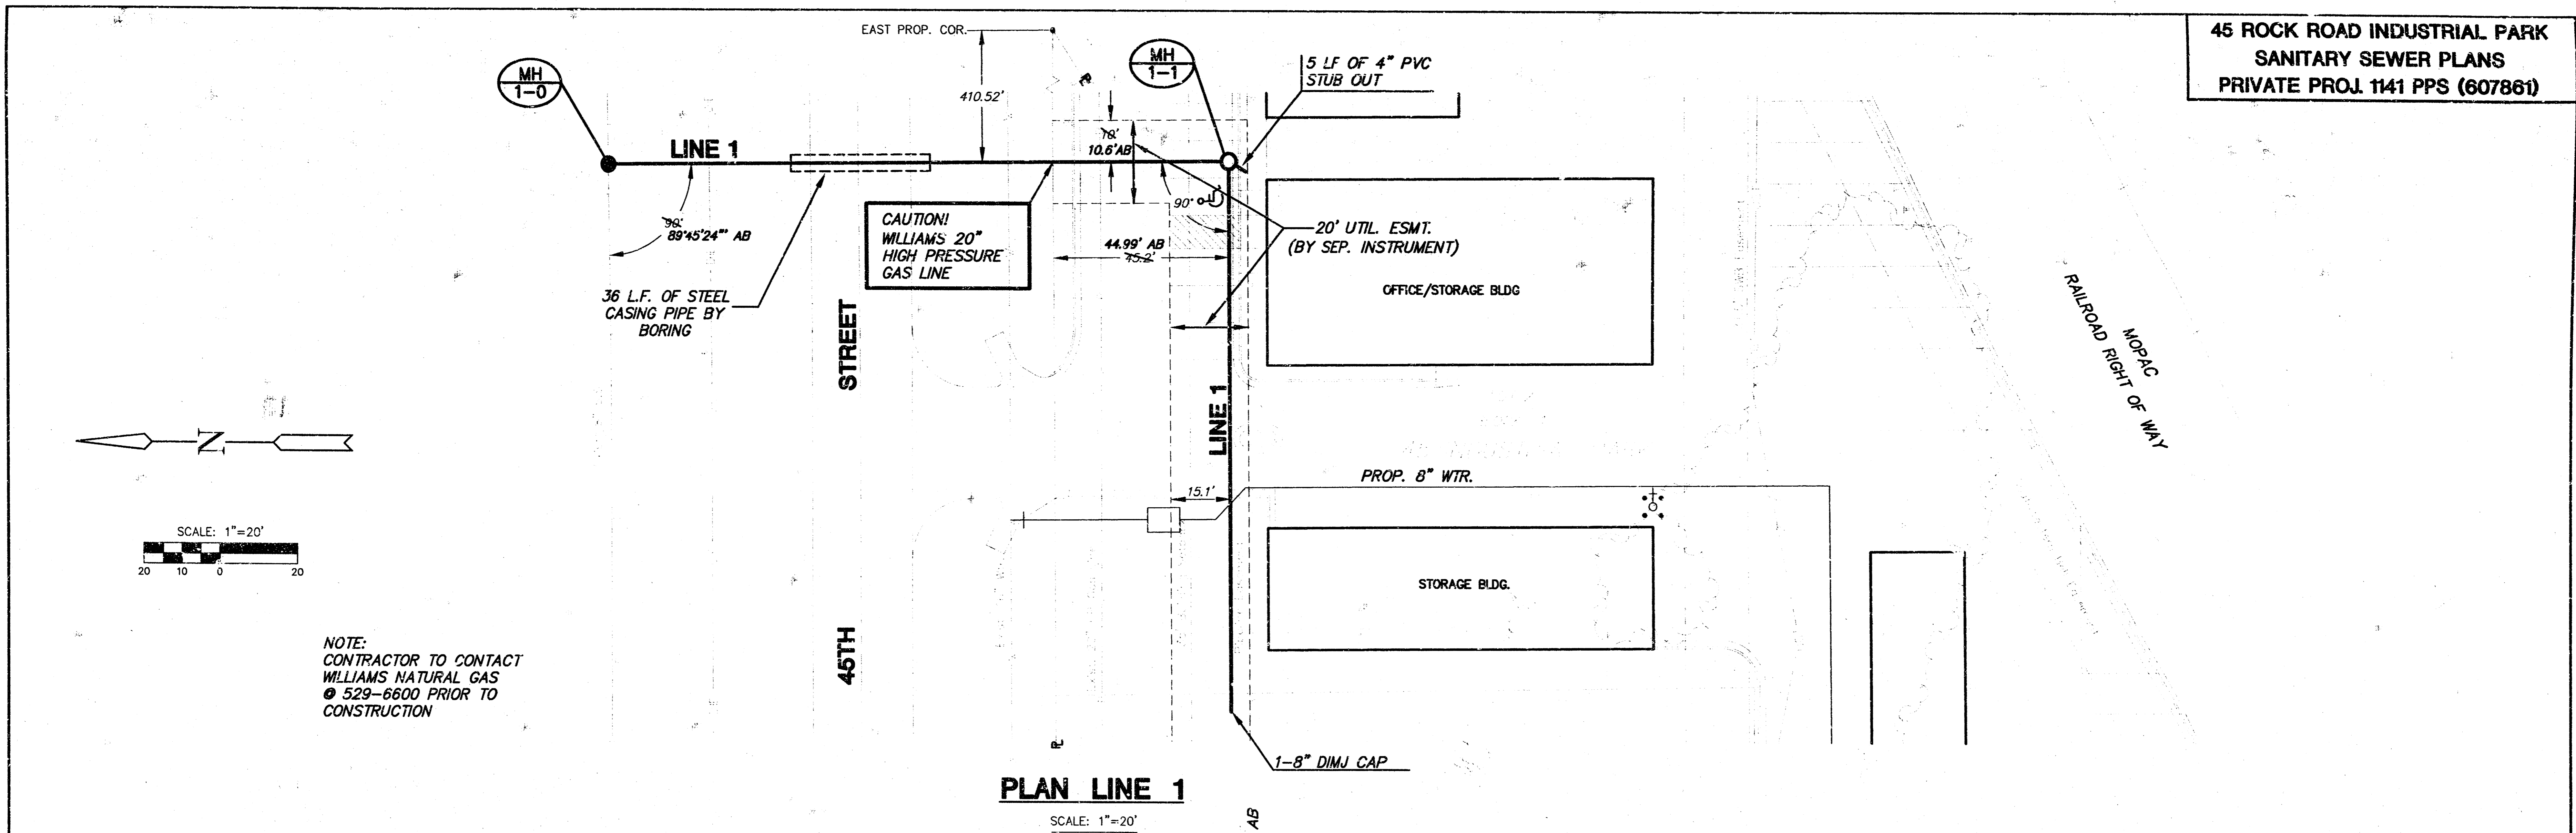 45 ROCK ROAD INDUSTRIAL PARK
SANITARY SEWER PLANS
PRIVATE PROJ. 1141 PPS (607861)
EAST PROP. COR.
410.52'
MH
1-0
MH
1-1
5 LF OF 4" PVC
STUB OUT
LINE 1
10'
10.6'AB
90°
89°45'24"' AB
36 L.F. OF STEEL
CASING PIPE BY
BORING
CAUTION!
WILLIAMS 20"
HIGH PRESSURE
GAS LINE
90°
44.99' AB
45.2'
20' UTIL. ESMT.
(BY SEP. INSTRUMENT)
OFFICE/STORAGE BLDG
STREET
45TH
LINE 1
MOPAC
RAILROAD RIGHT OF WAY
N
SCALE: 1"=20'
20 10 0 20
15.1'
PROP. 8" WTR.
STORAGE BLDG.
NOTE:
CONTRACTOR TO CONTACT
WILLIAMS NATURAL GAS
@ 529-6600 PRIOR TO
CONSTRUCTION
1-8" DIMJ CAP
PLAN LINE 1
SCALE: 1"=20'
AB